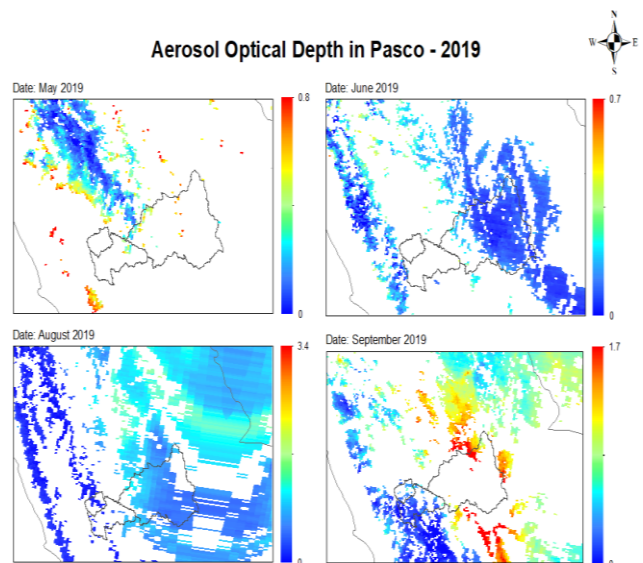 N
Aerosol Optical Depth in Pasco - 2019
W E
S
Date: May 2019
0.8
0
Date: June 2019
0.7
0
Date: August 2019
3.4
0
Date: September 2019
1.7
0